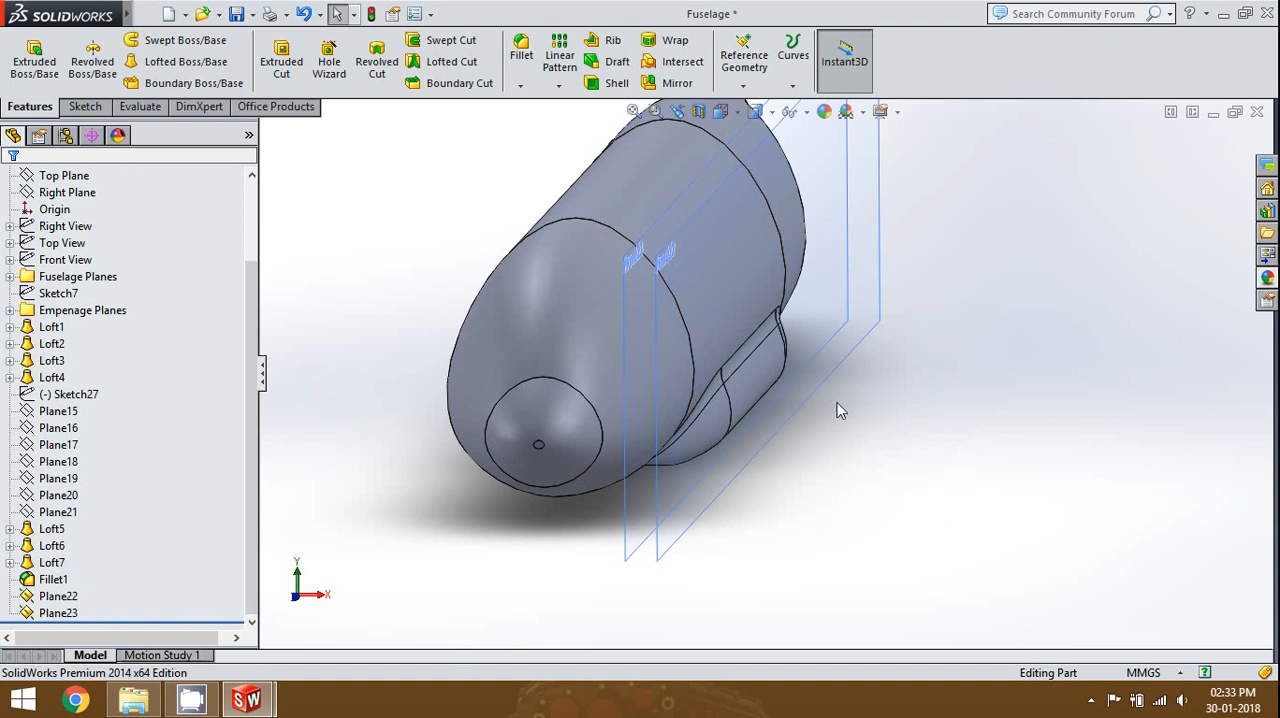 SOLIDWORKS
Fuselage *
Search Community Forum
Extruded Boss/Base
Revolved Boss/Base
Swept Boss/Base
Lofted Boss/Base
Boundary Boss/Base
Extruded Cut
Hole Wizard
Revolved Cut
Swept Cut
Lofted Cut
Boundary Cut
Fillet
Linear Pattern
Rib
Draft
Shell
Wrap
Intersect
Mirror
Reference Geometry
Curves
Instant3D
Features
Sketch
Evaluate
DimXpert
Office Products
Top Plane
Right Plane
Origin
Right View
Top View
Front View
Fuselage Planes
Sketch7
Empenage Planes
Loft1
Loft2
Loft3
Loft4
(-) Sketch27
Plane15
Plane16
Plane17
Plane18
Plane19
Plane20
Plane21
Loft5
Loft6
Loft7
Fillet1
Plane22
Plane23
Y
X
Model
Motion Study 1
SolidWorks Premium 2014 x64 Edition
Editing Part
MMGS
SW
02:33 PM
30-01-2018